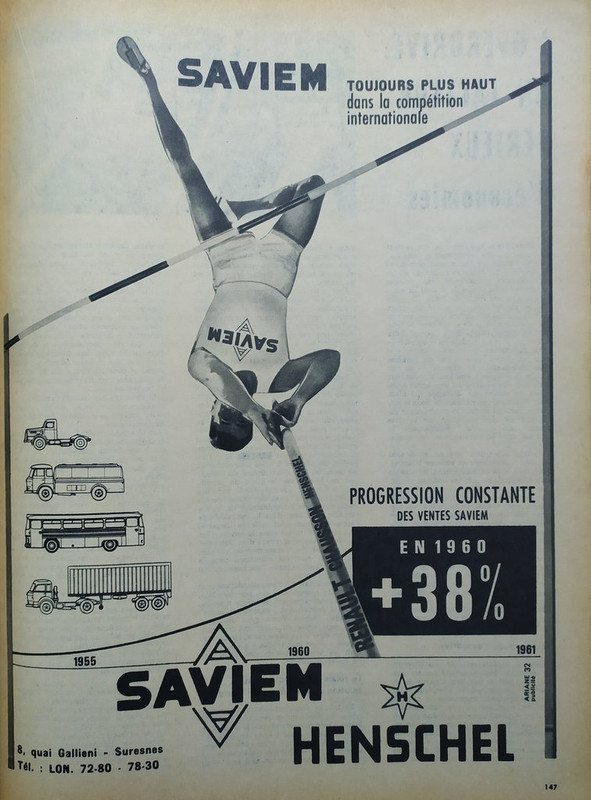 SAVIEM
TOUJOURS PLUS HAUT
dans la compétition
internationale
SAVIEM
RENAULT CHAUSSON HENSCHEL
PROGRESSION CONSTANTE
DES VENTES SAVIEM
EN 1960
+38%
1955
1960
1961
SAVIEM
H
HENSCHEL
ARIANE 32
publicité
8, quai Gallieni - Suresnes
Tél. : LON. 72-80 - 78-30
147